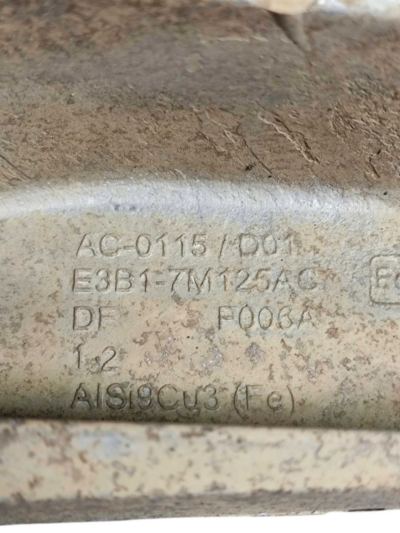 AC-0115 / D01
E3B1-7M125AC
DF F006A
1.2
AlSi9Cu3 (Fe)